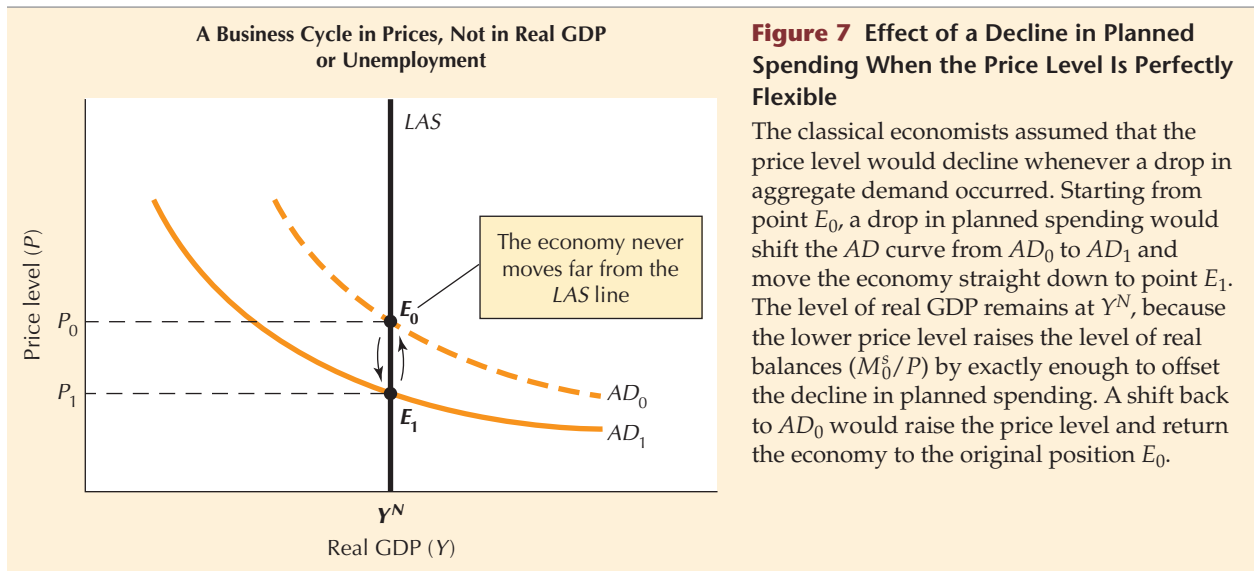 A Business Cycle in Prices, Not in Real GDP
or Unemployment
LAS
The economy never
moves far from the
LAS line
Price level (P)
P₀
E₀
P₁
E₁
AD₀
AD₁
Yᴺ
Real GDP (Y)
Figure 7 Effect of a Decline in Planned
Spending When the Price Level Is Perfectly
Flexible
The classical economists assumed that the
price level would decline whenever a drop in
aggregate demand occurred. Starting from
point E₀, a drop in planned spending would
shift the AD curve from AD₀ to AD₁ and
move the economy straight down to point E₁.
The level of real GDP remains at Yᴺ, because
the lower price level raises the level of real
balances (M₀ˢ/P) by exactly enough to offset
the decline in planned spending. A shift back
to AD₀ would raise the price level and return
the economy to the original position E₀.